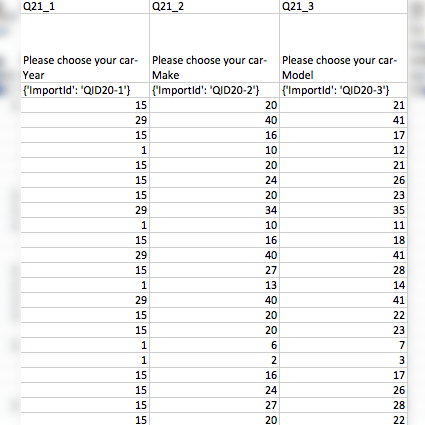 Q21_1 Q21_2 Q21_3
Please choose your car- Please choose your car- Please choose your car-
Year Make Model
{'ImportId': 'QID20-1'} {'ImportId': 'QID20-2'} {'ImportId': 'QID20-3'}
15 20 21
29 40 41
15 16 17
1 10 12
15 20 21
15 24 26
15 20 23
29 34 35
1 10 11
15 16 18
29 40 41
15 27 28
1 13 14
29 40 41
15 20 22
15 20 23
1 6 7
1 2 3
15 16 17
15 24 26
15 27 28
15 20 22